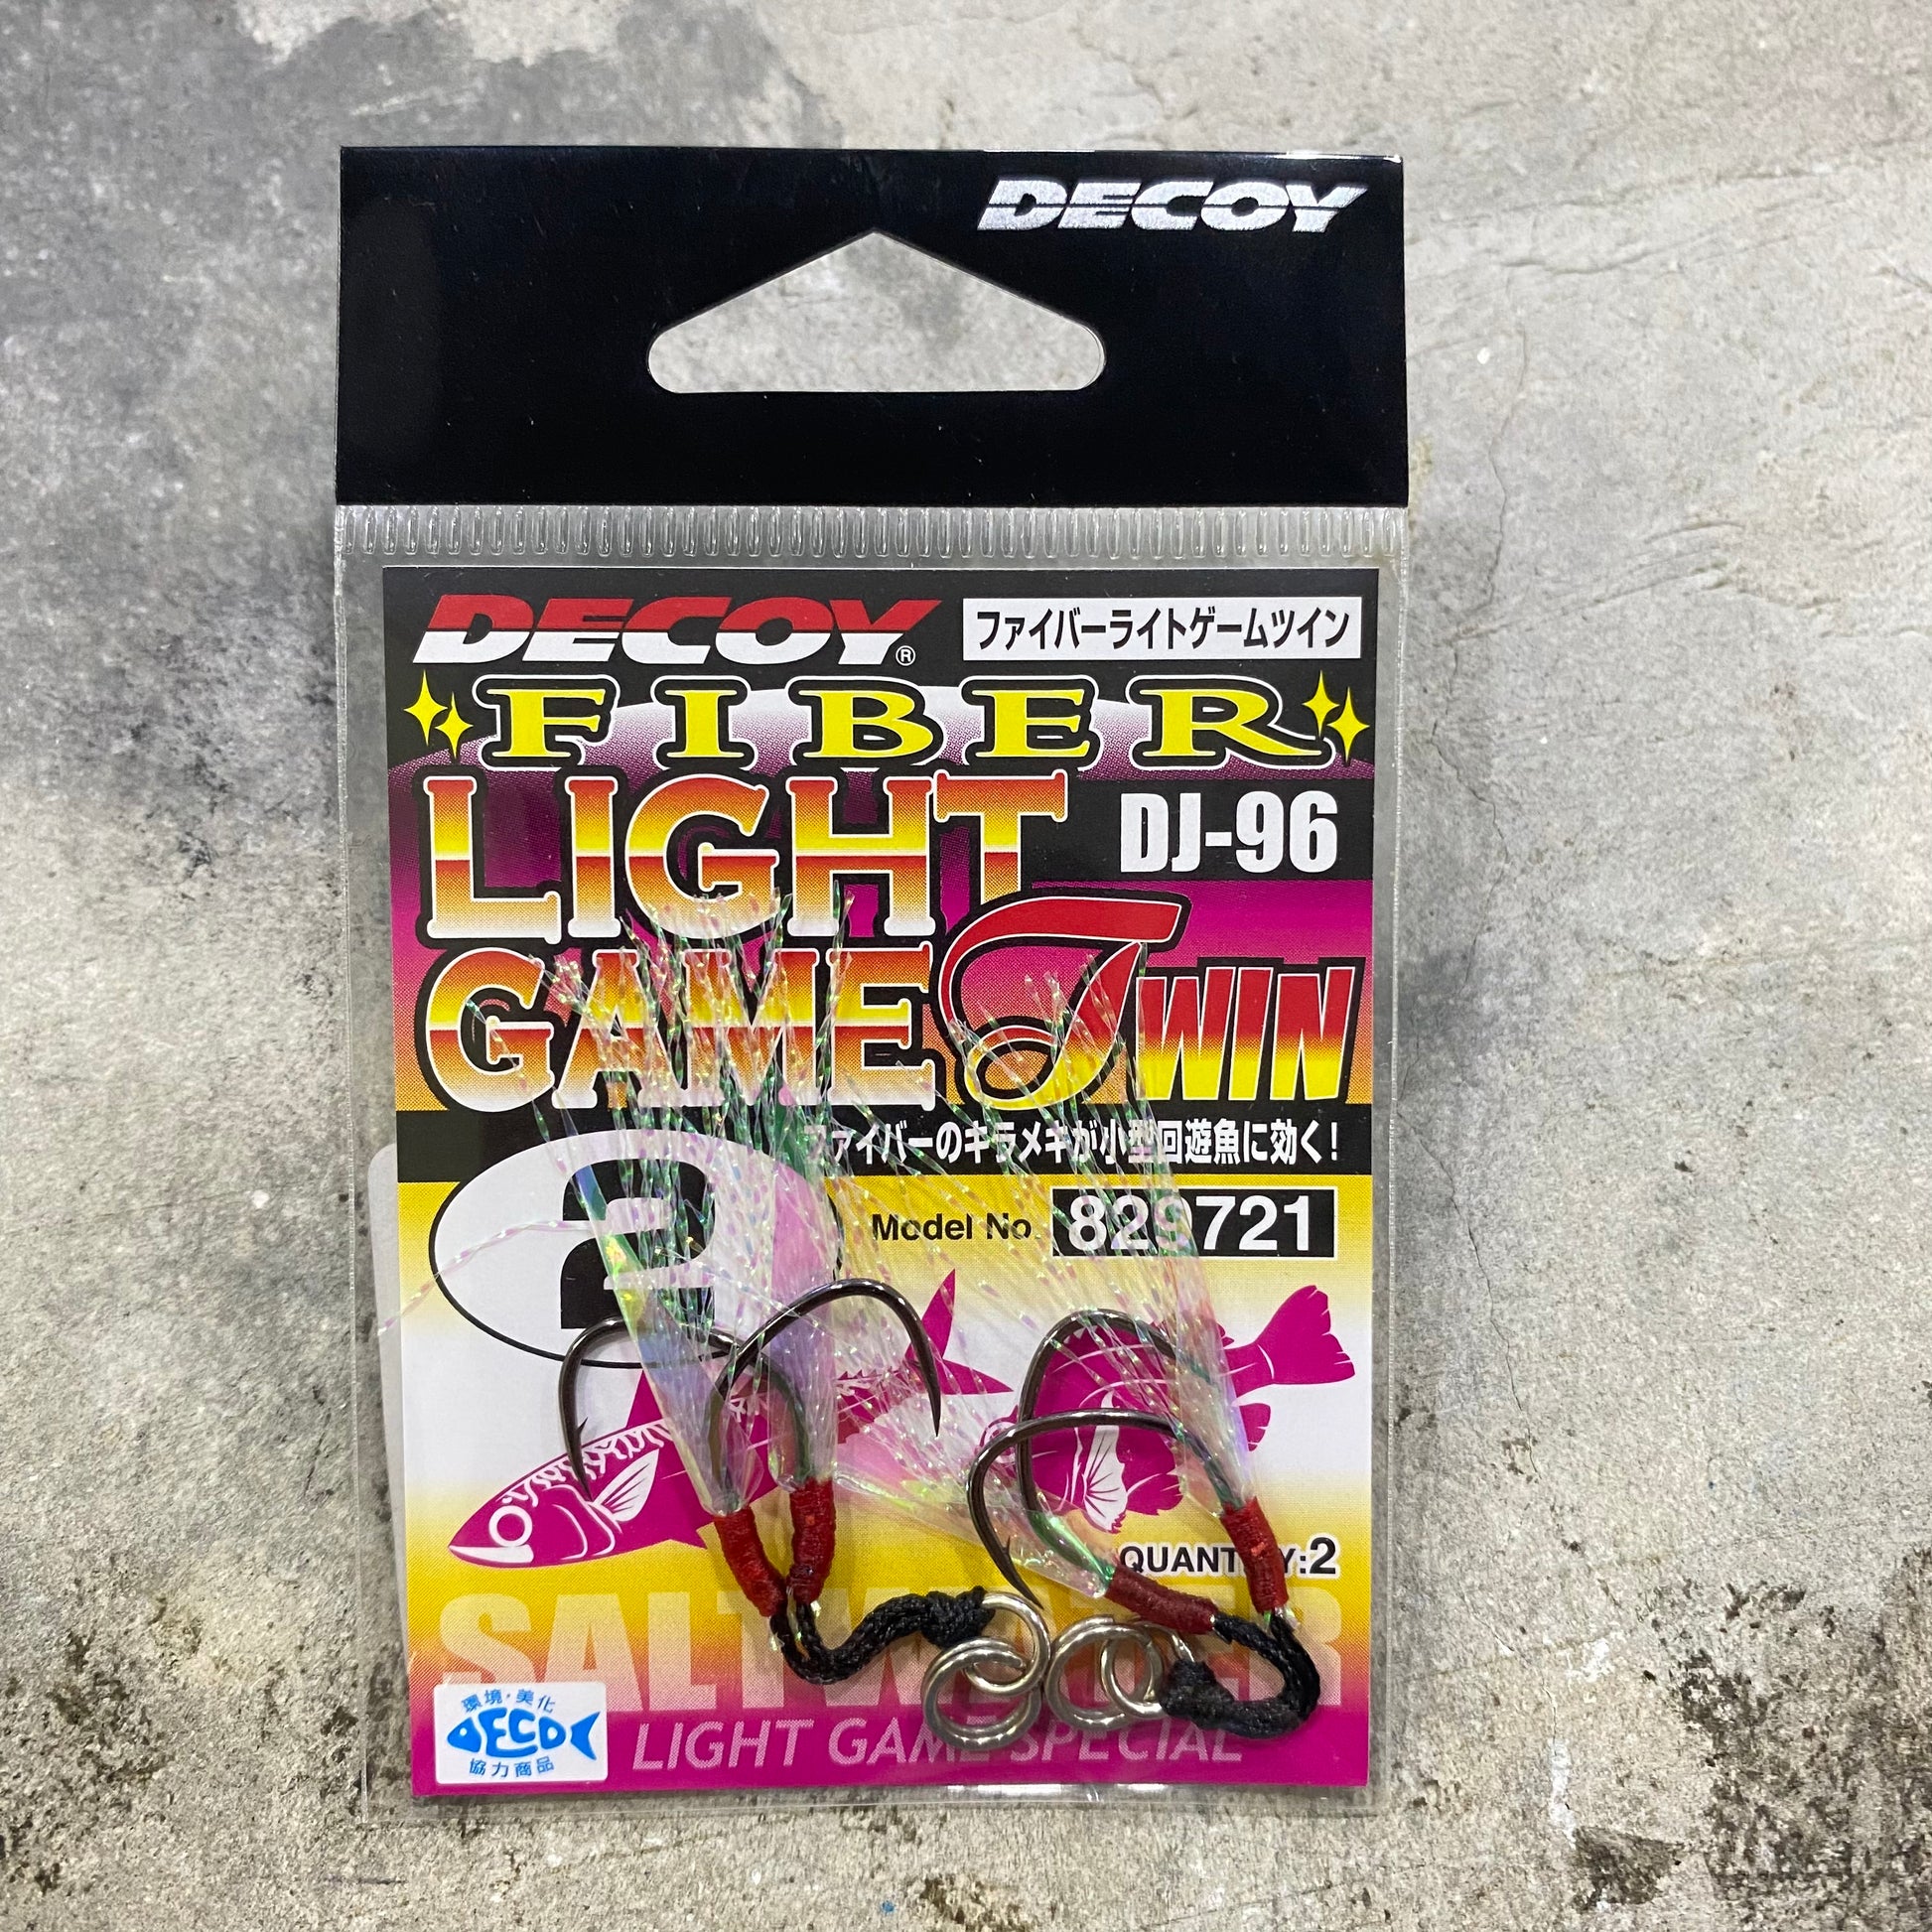 DECOY
DECOY®
ファイバーライトゲームツイン
FIBER
LIGHT
DJ-96
GAME TWIN
ファイバーのキラメキが小型回遊魚に効く!
2
Model No. 829721
QUANTITY:2
SALTWATER
LIGHT GAME SPECIAL
環境・美化
ECO
協力商品